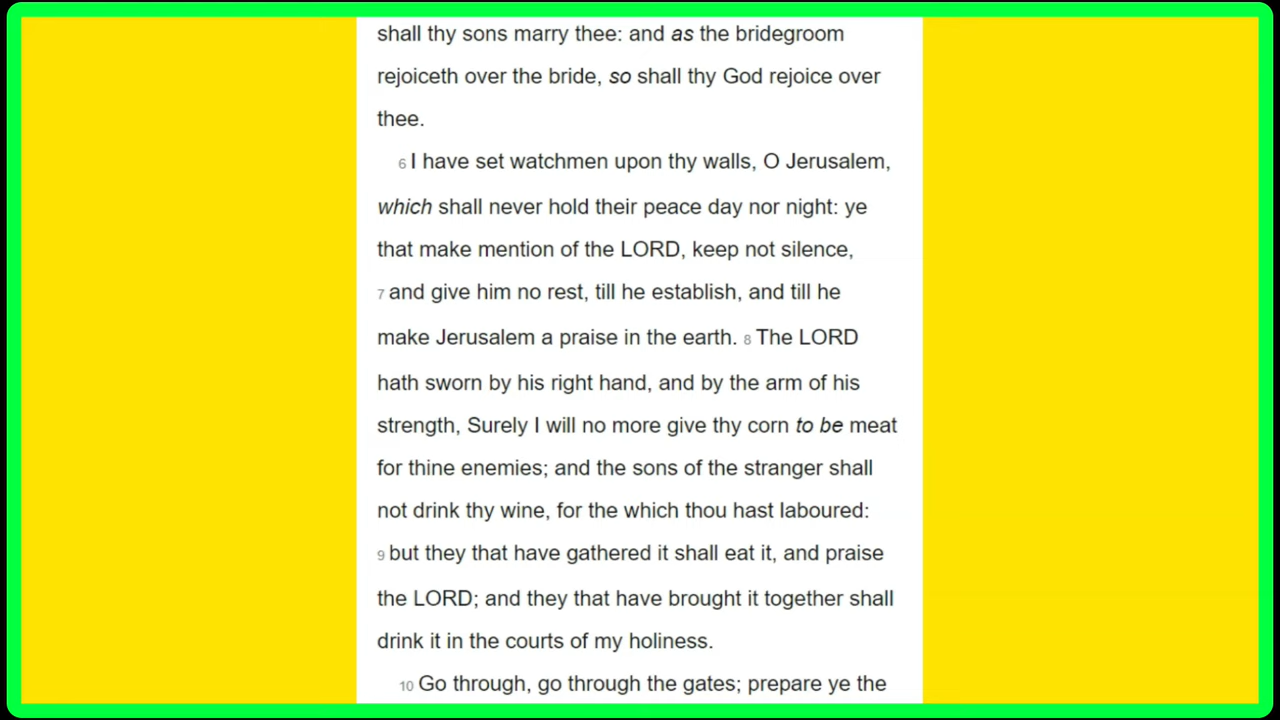 shall thy sons marry thee: and as the bridegroom
rejoiceth over the bride, so shall thy God rejoice over
thee.
6 I have set watchmen upon thy walls, O Jerusalem,
which shall never hold their peace day nor night: ye
that make mention of the LORD, keep not silence,
7 and give him no rest, till he establish, and till he
make Jerusalem a praise in the earth. 8 The LORD
hath sworn by his right hand, and by the arm of his
strength, Surely I will no more give thy corn to be meat
for thine enemies; and the sons of the stranger shall
not drink thy wine, for the which thou hast laboured:
9 but they that have gathered it shall eat it, and praise
the LORD; and they that have brought it together shall
drink it in the courts of my holiness.
10 Go through, go through the gates; prepare ye the